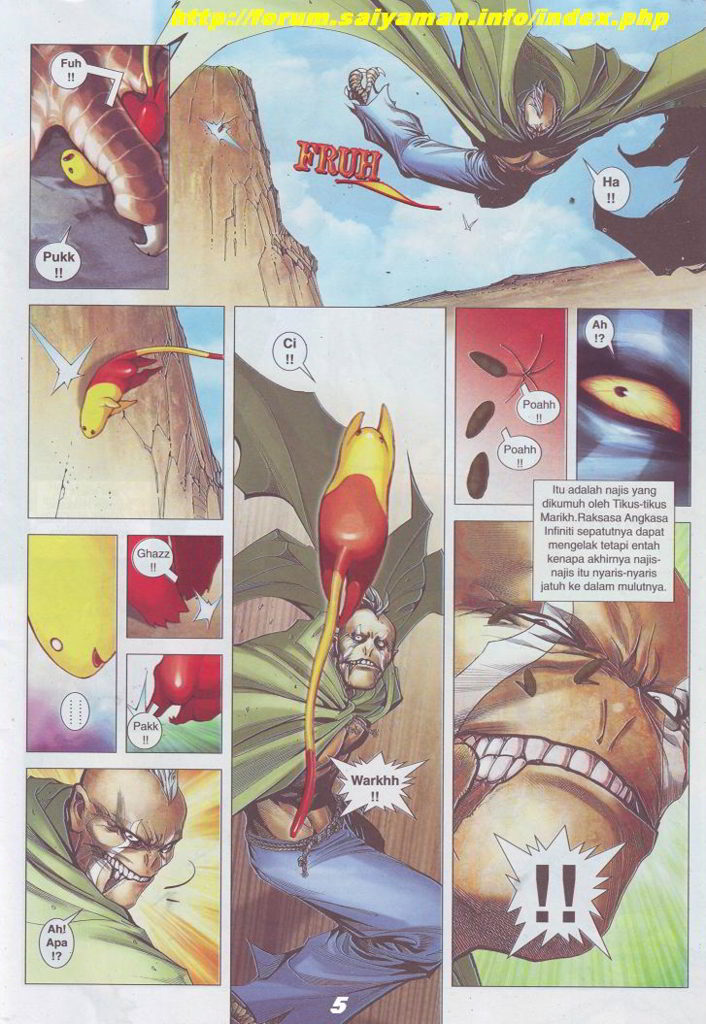 http://forum.saiyaman.info/index.php
Fuh
!!
Pukk
!!
FRUH
Ha
!!
Ci
!!
Poahh
!!
Poahh
!!
Ah
!?
Itu adalah najis yang
dikumuh oleh Tikus-tikus
Marikh.Raksasa Angkasa
Infiniti sepatutnya dapat
mengelak tetapi entah
kenapa akhirnya najis-
najis itu nyaris-nyaris
jatuh ke dalam mulutnya.
Ghazz
!!
Pakk
!!
Warkhh
!!
Ah!
Apa
!?
!!
5